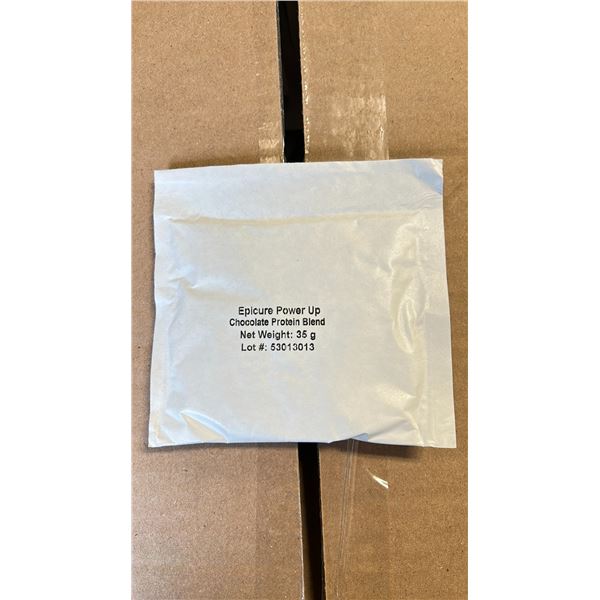 Epicure Power Up
Chocolate Protein Blend
Net Weight: 35 g
Lot #: 53013013